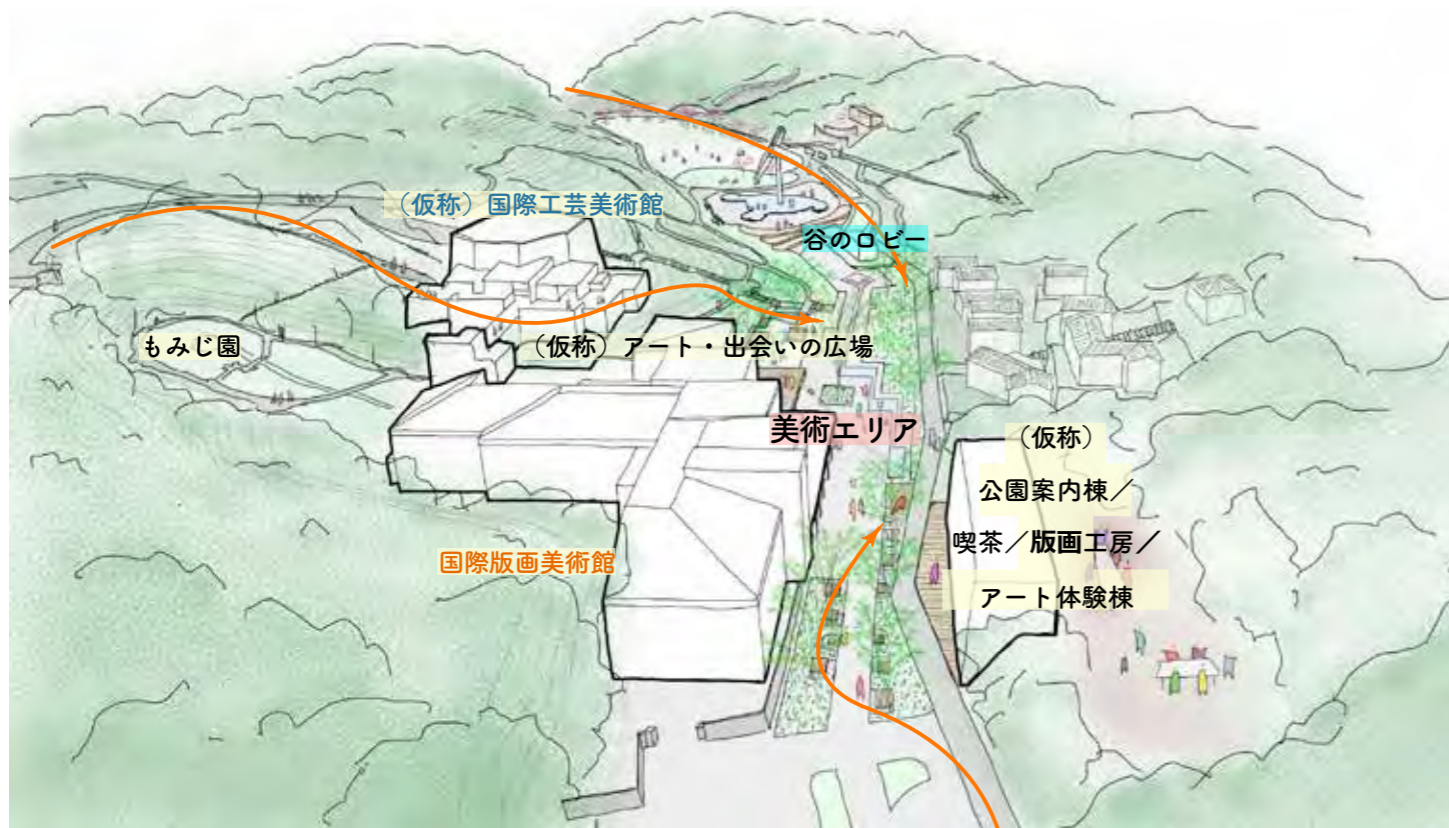 （仮称）国際工芸美術館
谷のロビー
もみじ園
（仮称）アート・出会いの広場
美術エリア
（仮称）
公園案内棟／
喫茶／版画工房／
アート体験棟
国際版画美術館